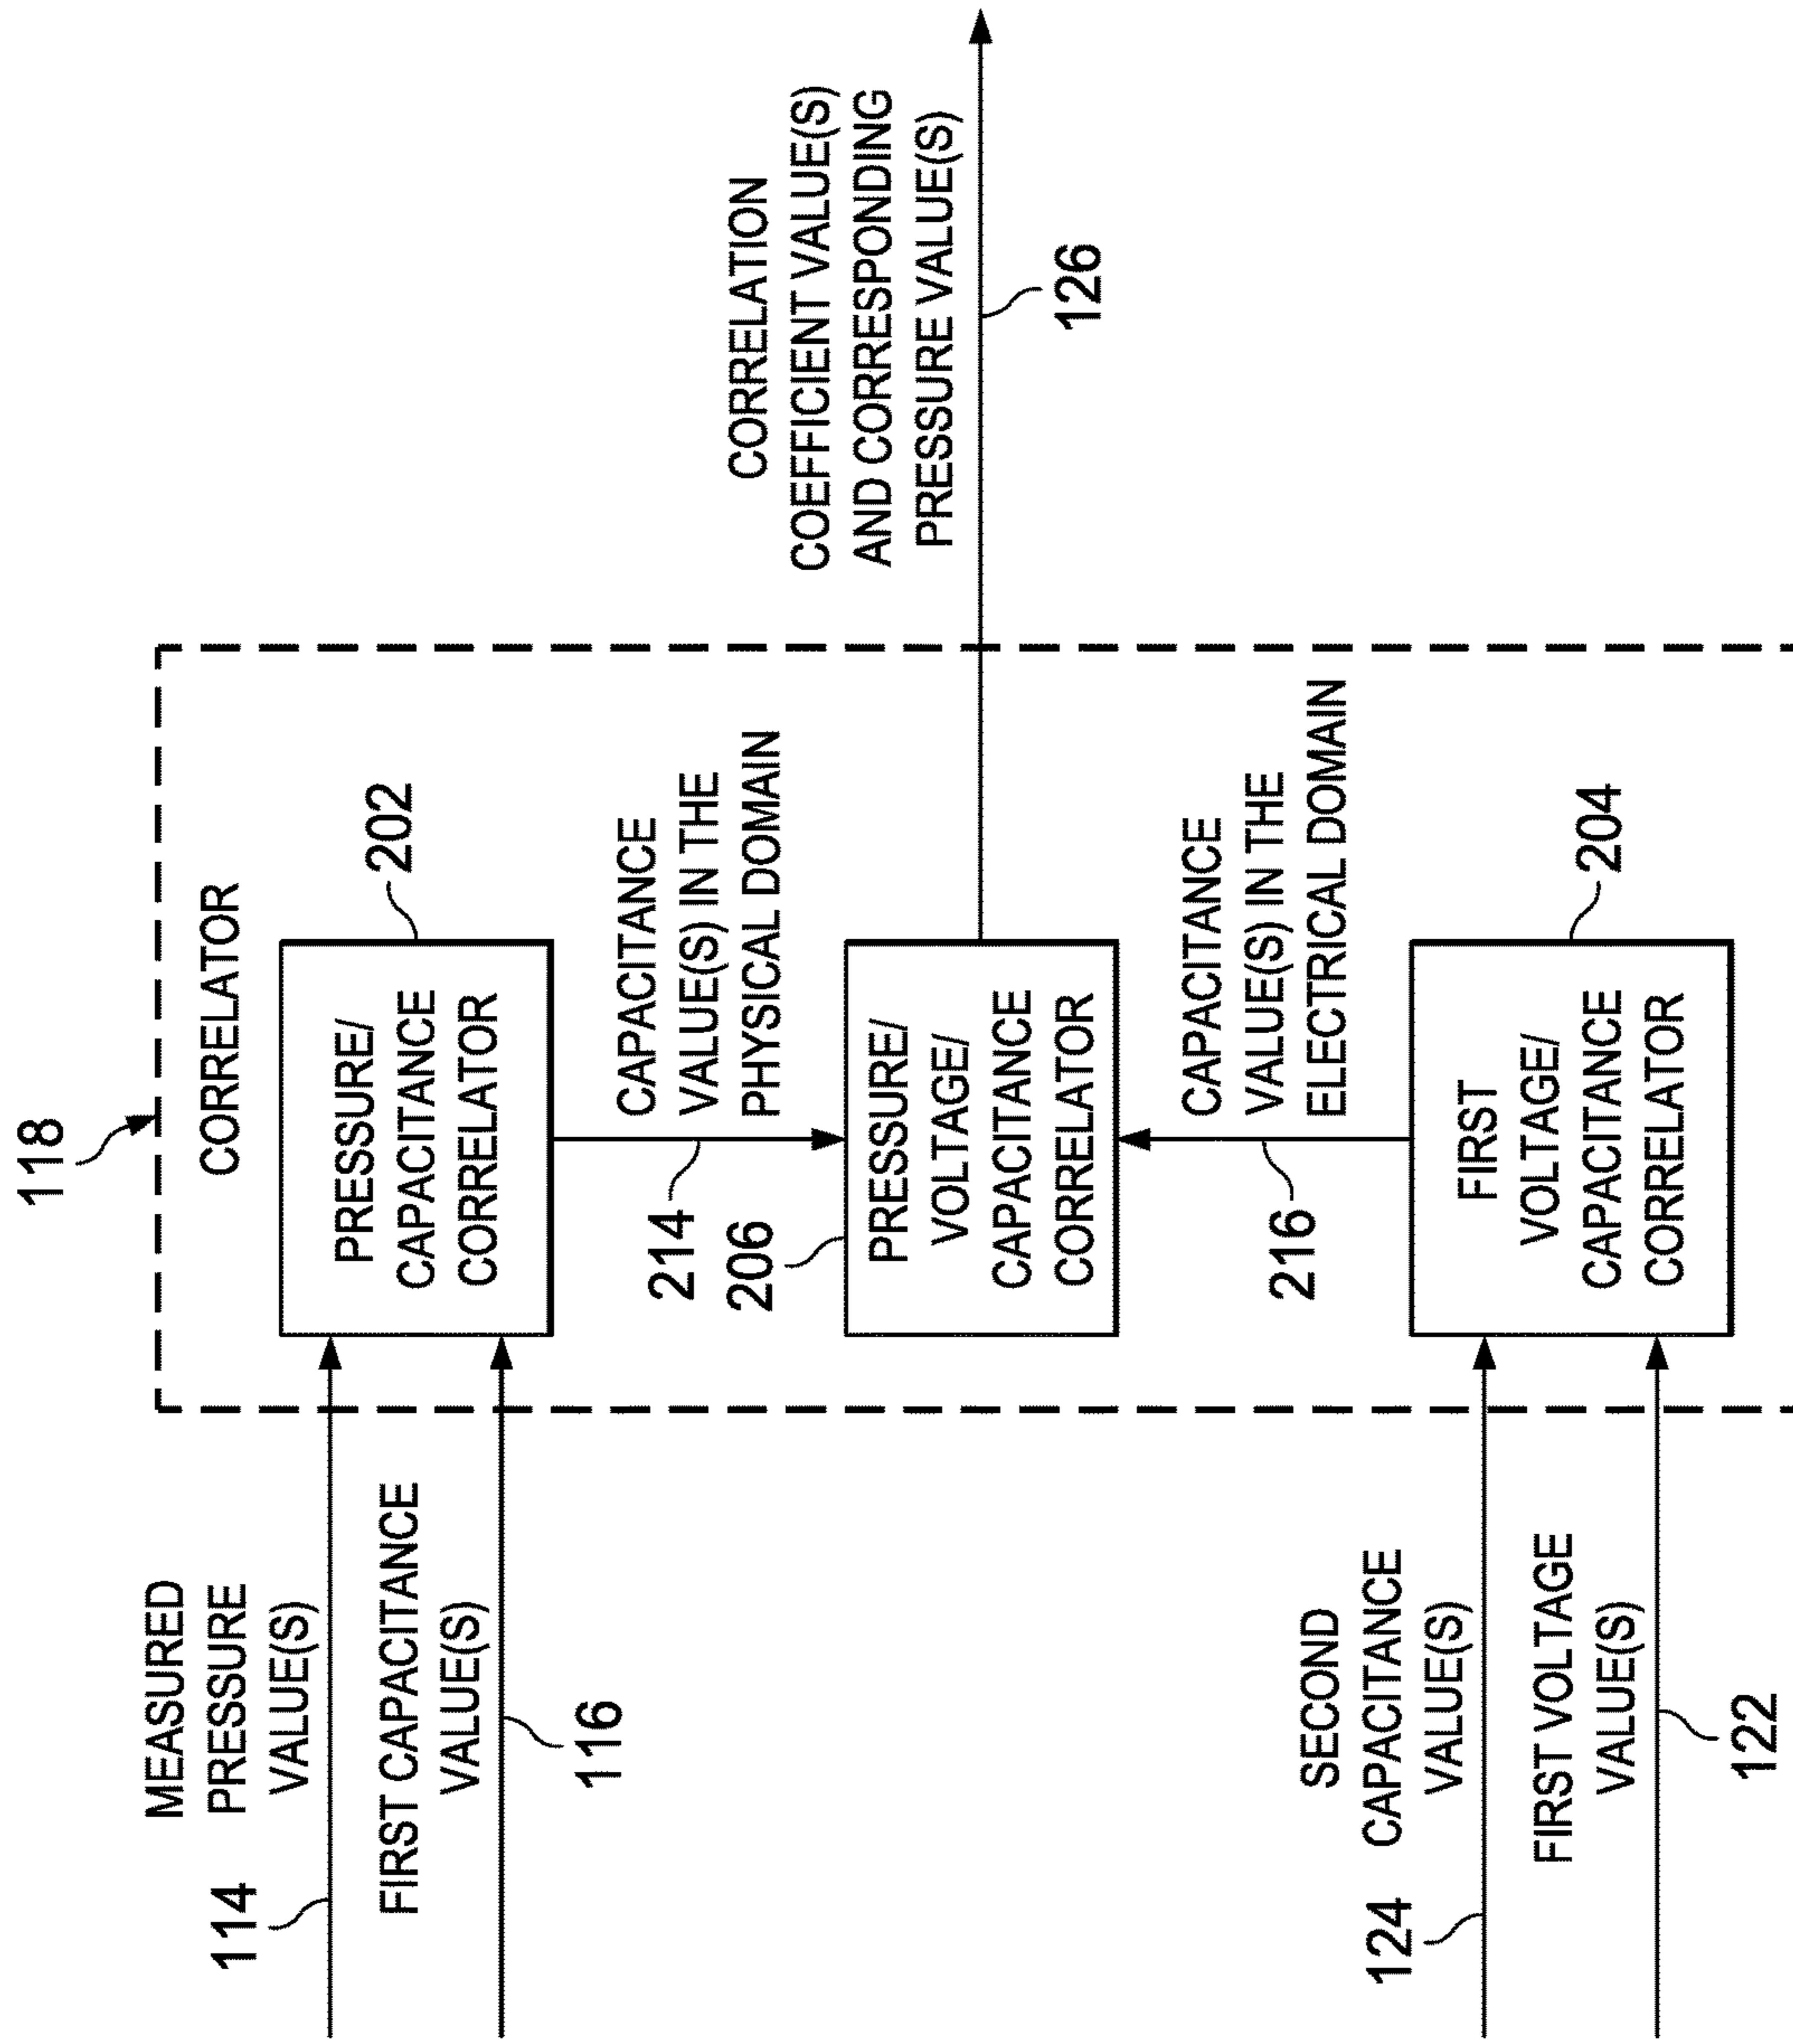 118
CORRELATOR
MEASURED
PRESSURE
VALUE(S)
114
FIRST CAPACITANCE
VALUE(S)
116
PRESSURE/
CAPACITANCE
CORRELATOR
202
CAPACITANCE
VALUE(S) IN THE
PHYSICAL DOMAIN
214
206
PRESSURE/
VOLTAGE/
CAPACITANCE
CORRELATOR
CORRELATION
COEFFICIENT VALUE(S)
AND CORRESPONDING
PRESSURE VALUE(S)
126
CAPACITANCE
VALUE(S) IN THE
ELECTRICAL DOMAIN
216
SECOND
CAPACITANCE
VALUE(S)
124
FIRST VOLTAGE
VALUE(S)
122
FIRST
VOLTAGE/
CAPACITANCE
CORRELATOR
204